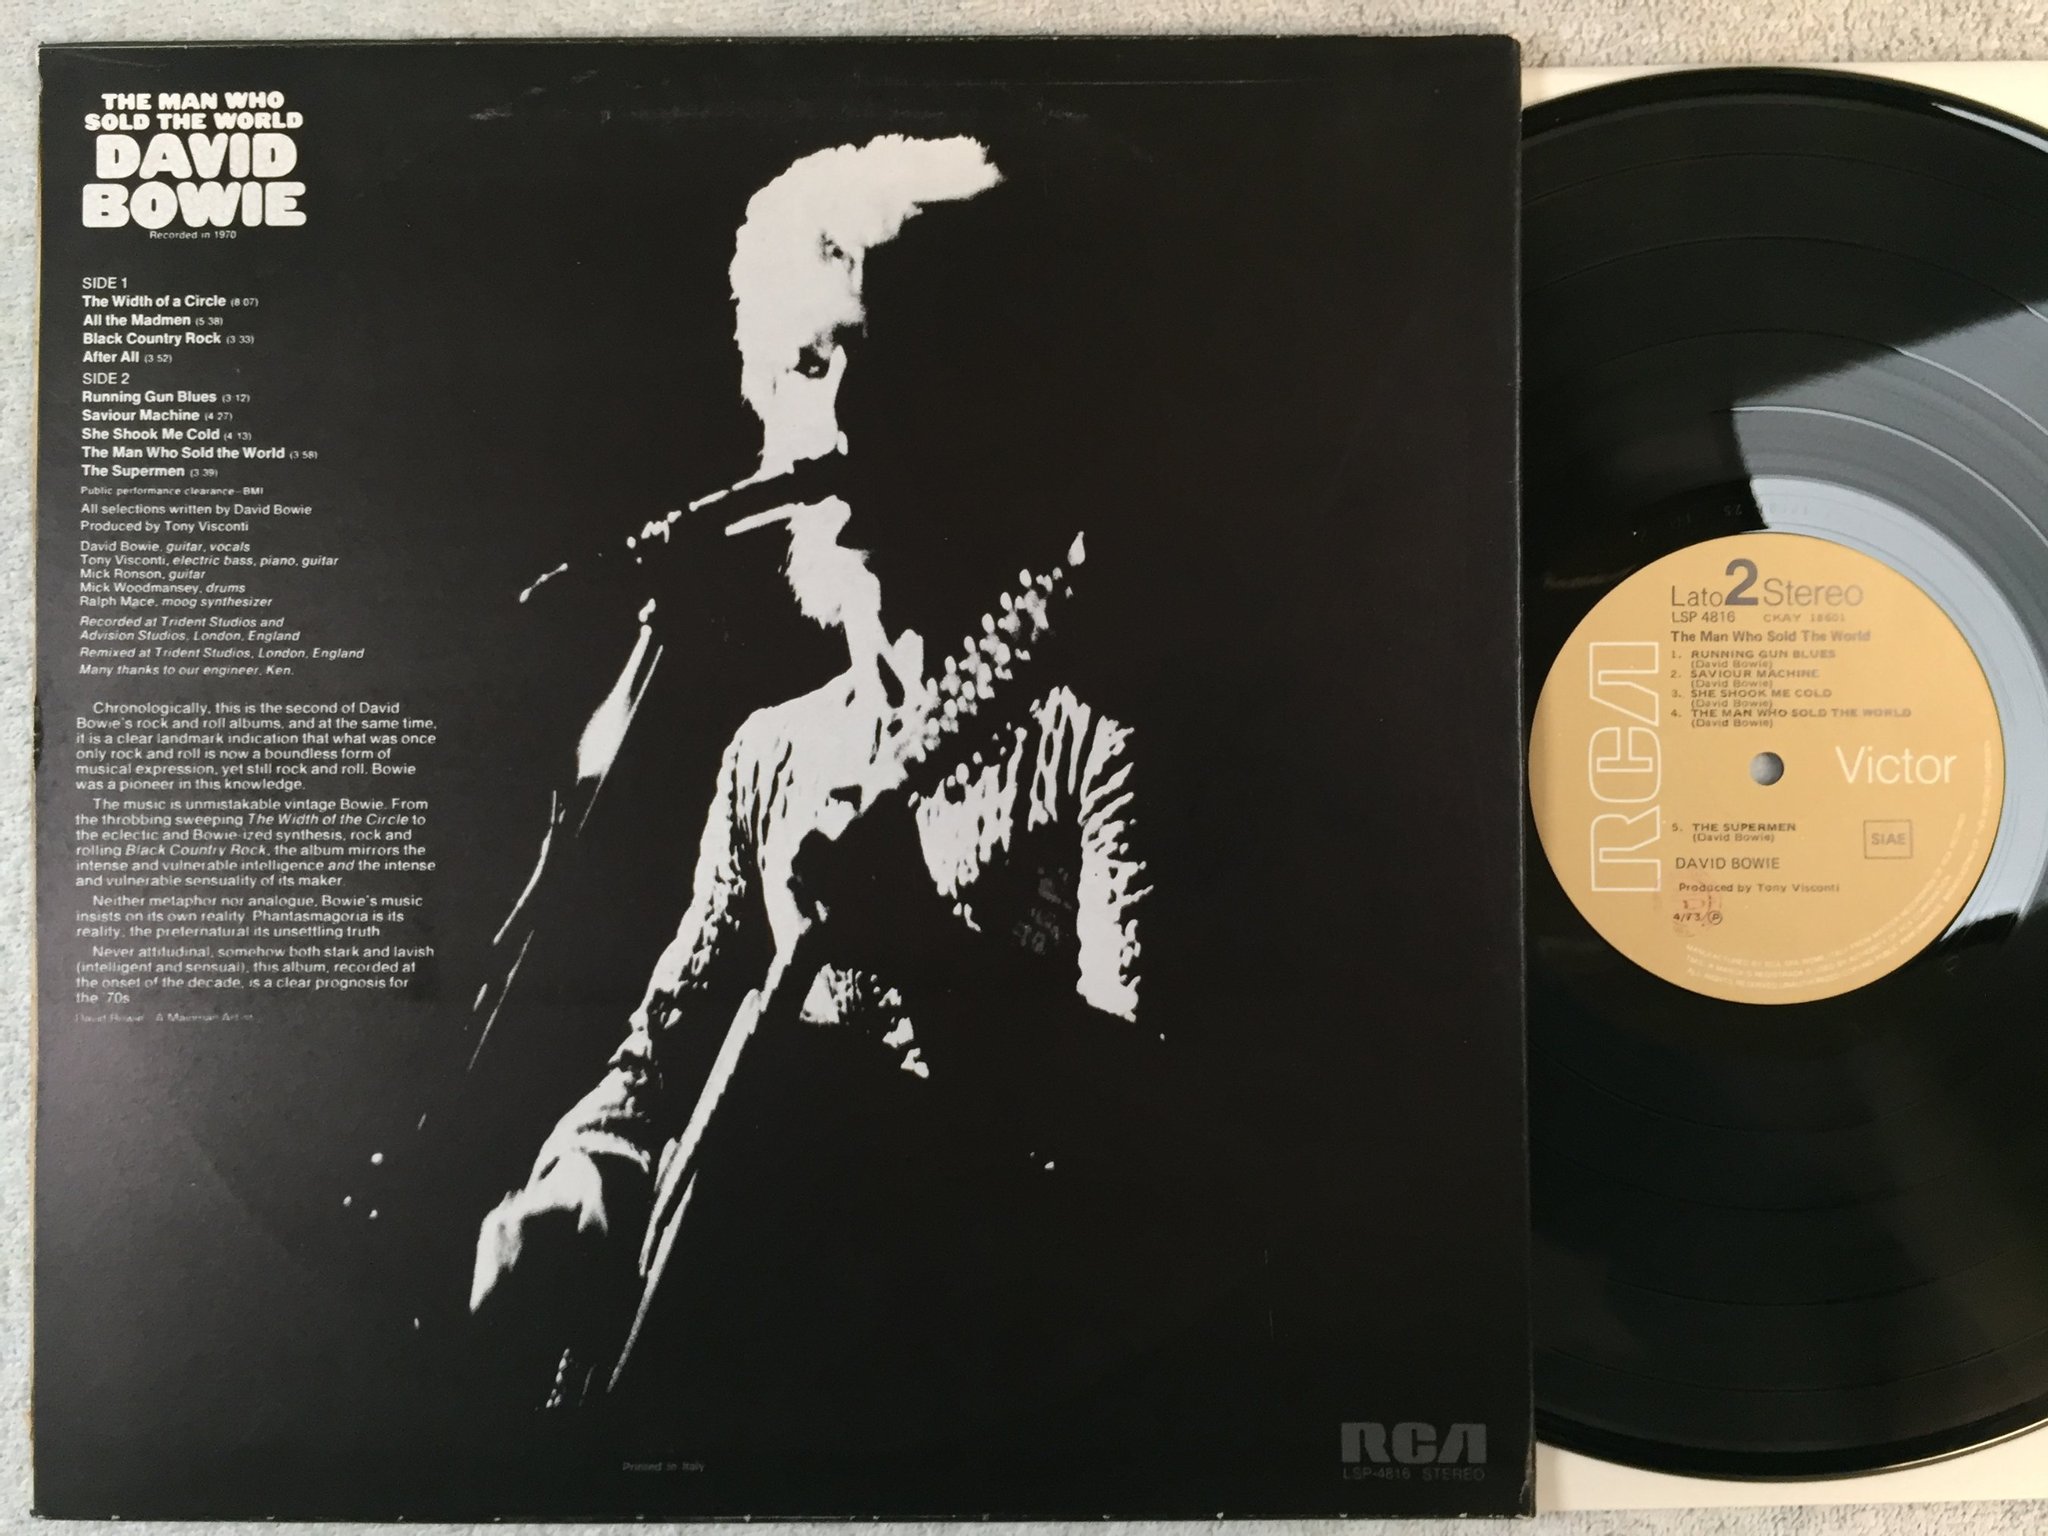 THE MAN WHO
SOLD THE WORLD
DAVID
BOWIE
Recorded in 1970
SIDE 1
The Width of a Circle (8 07)
All the Madmen (5 38)
Black Country Rock (3 33)
After All (3 52)
SIDE 2
Running Gun Blues (3 12)
Saviour Machine (4 27)
She Shook Me Cold (4 13)
The Man Who Sold the World (3 58)
The Supermen (3 39)
Public performance clearance—BMI
All selections written by David Bowie
Produced by Tony Visconti
David Bowie, guitar, vocals
Tony Visconti, electric bass, piano, guitar
Mick Ronson, guitar
Mick Woodmansey, drums
Ralph Mace, moog synthesizer
Recorded at Trident Studios and
Advision Studios, London, England
Remixed at Trident Studios, London, England
Many thanks to our engineer, Ken.
Chronologically, this is the second of David
Bowie's rock and roll albums, and at the same time,
it is a clear landmark indication that what was once
only rock and roll is now a boundless form of
musical expression, yet still rock and roll. Bowie
was a pioneer in this knowledge.
The music is unmistakable vintage Bowie. From
the throbbing sweeping The Width of the Circle to
the eclectic and Bowie-ized synthesis, rock and
rolling Black Country Rock, the album mirrors the
intense and vulnerable intelligence and the intense
and vulnerable sensuality of its maker.
Neither metaphor nor analogue, Bowie's music
insists on its own reality. Phantasmagoria is its
reality, the preternatural its unsettling truth
Never attitudinal, somehow both stark and lavish
(intelligent and sensual), this album, recorded at
the onset of the decade, is a clear prognosis for
the '70s
David Bowie A Mainman Artist
Printed in Italy
RCA
LSP-4816 STEREO
Lato 2 Stereo
LSP 4816 CKAY 18601
The Man Who Sold The World
1. RUNNING GUN BLUES
(David Bowie)
2. SAVIOUR MACHINE
(David Bowie)
3. SHE SHOOK ME COLD
(David Bowie)
4. THE MAN WHO SOLD THE WORLD
(David Bowie)
RCA
Victor
5. THE SUPERMEN
(David Bowie)
SIAE
DAVID BOWIE
Produced by Tony Visconti
1
4/73 ℗